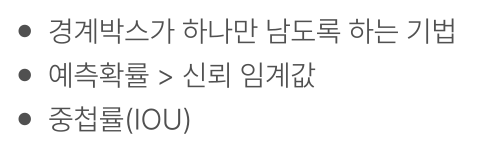 • 경계박스가 하나만 남도록 하는 기법
• 예측확률 > 신뢰 임계값
• 중첩률(IOU)